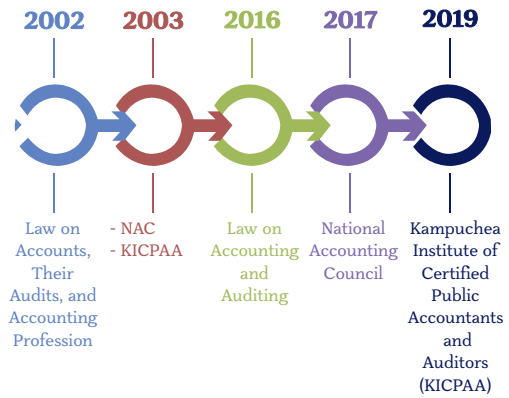 2002
2003
2016
2017
2019
Law on
Accounts,
Their
Audits, and
Accounting
Profession
- NAC
- KICPAA
Law on
Accounting
and
Auditing
National
Accounting
Council
Kampuchea
Institute of
Certified
Public
Accountants
and
Auditors
(KICPAA)